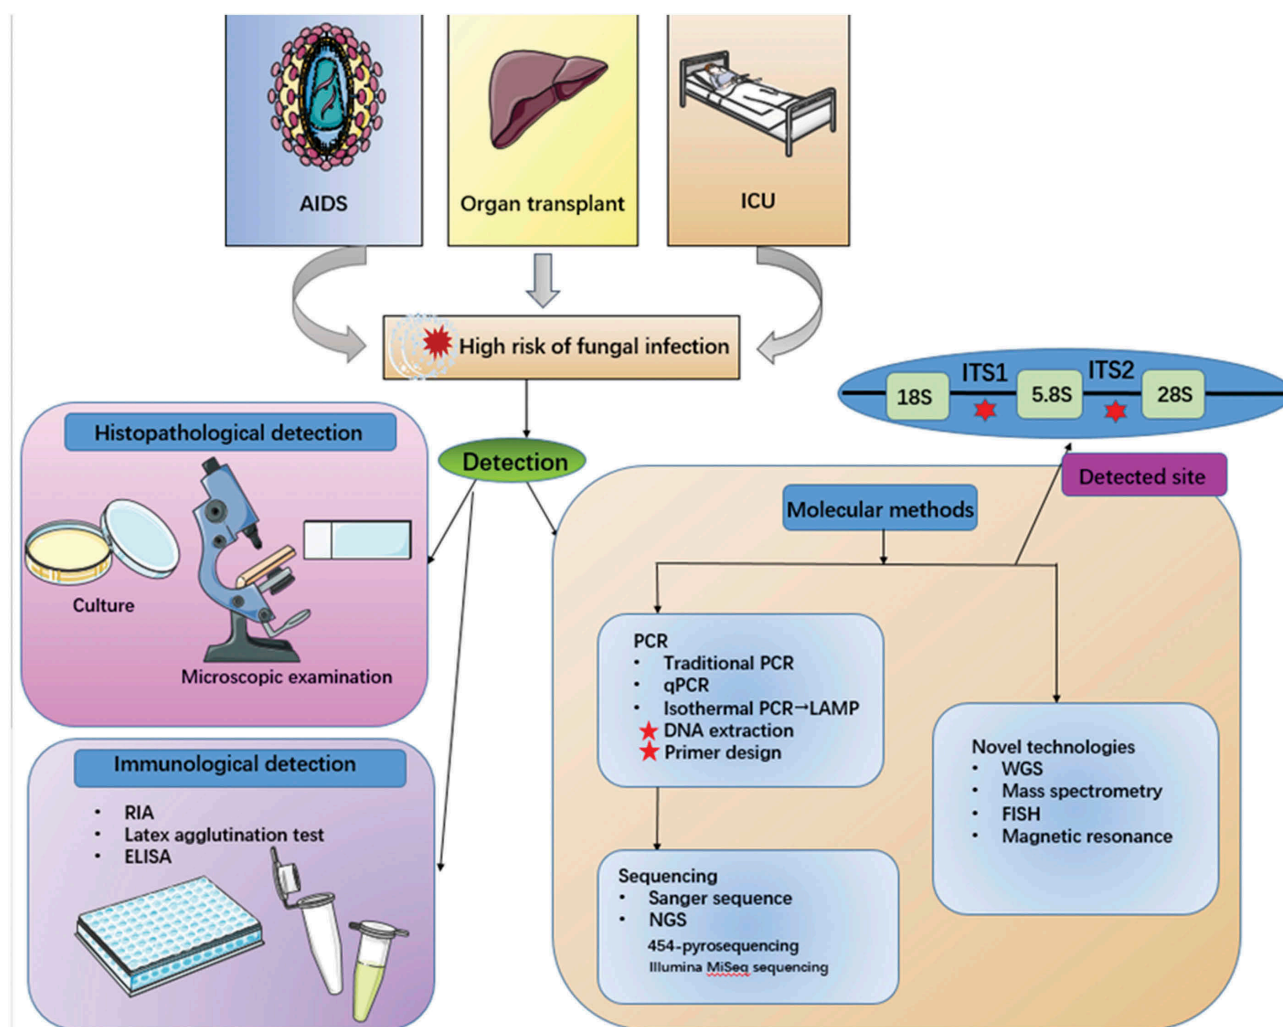 AIDS
Organ transplant
ICU
High risk of fungal infection
ITS1
ITS2
18S
5.8S
28S
Detected site
Detection
Histopathological detection
Culture
Microscopic examination
Immunological detection
• RIA
• Latex agglutination test
• ELISA
Molecular methods
PCR
• Traditional PCR
• qPCR
• Isothermal PCR→LAMP
DNA extraction
Primer design
Sequencing
• Sanger sequence
• NGS
454-pyrosequencing
Illumina MiSeq sequencing
Novel technologies
• WGS
• Mass spectrometry
• FISH
• Magnetic resonance